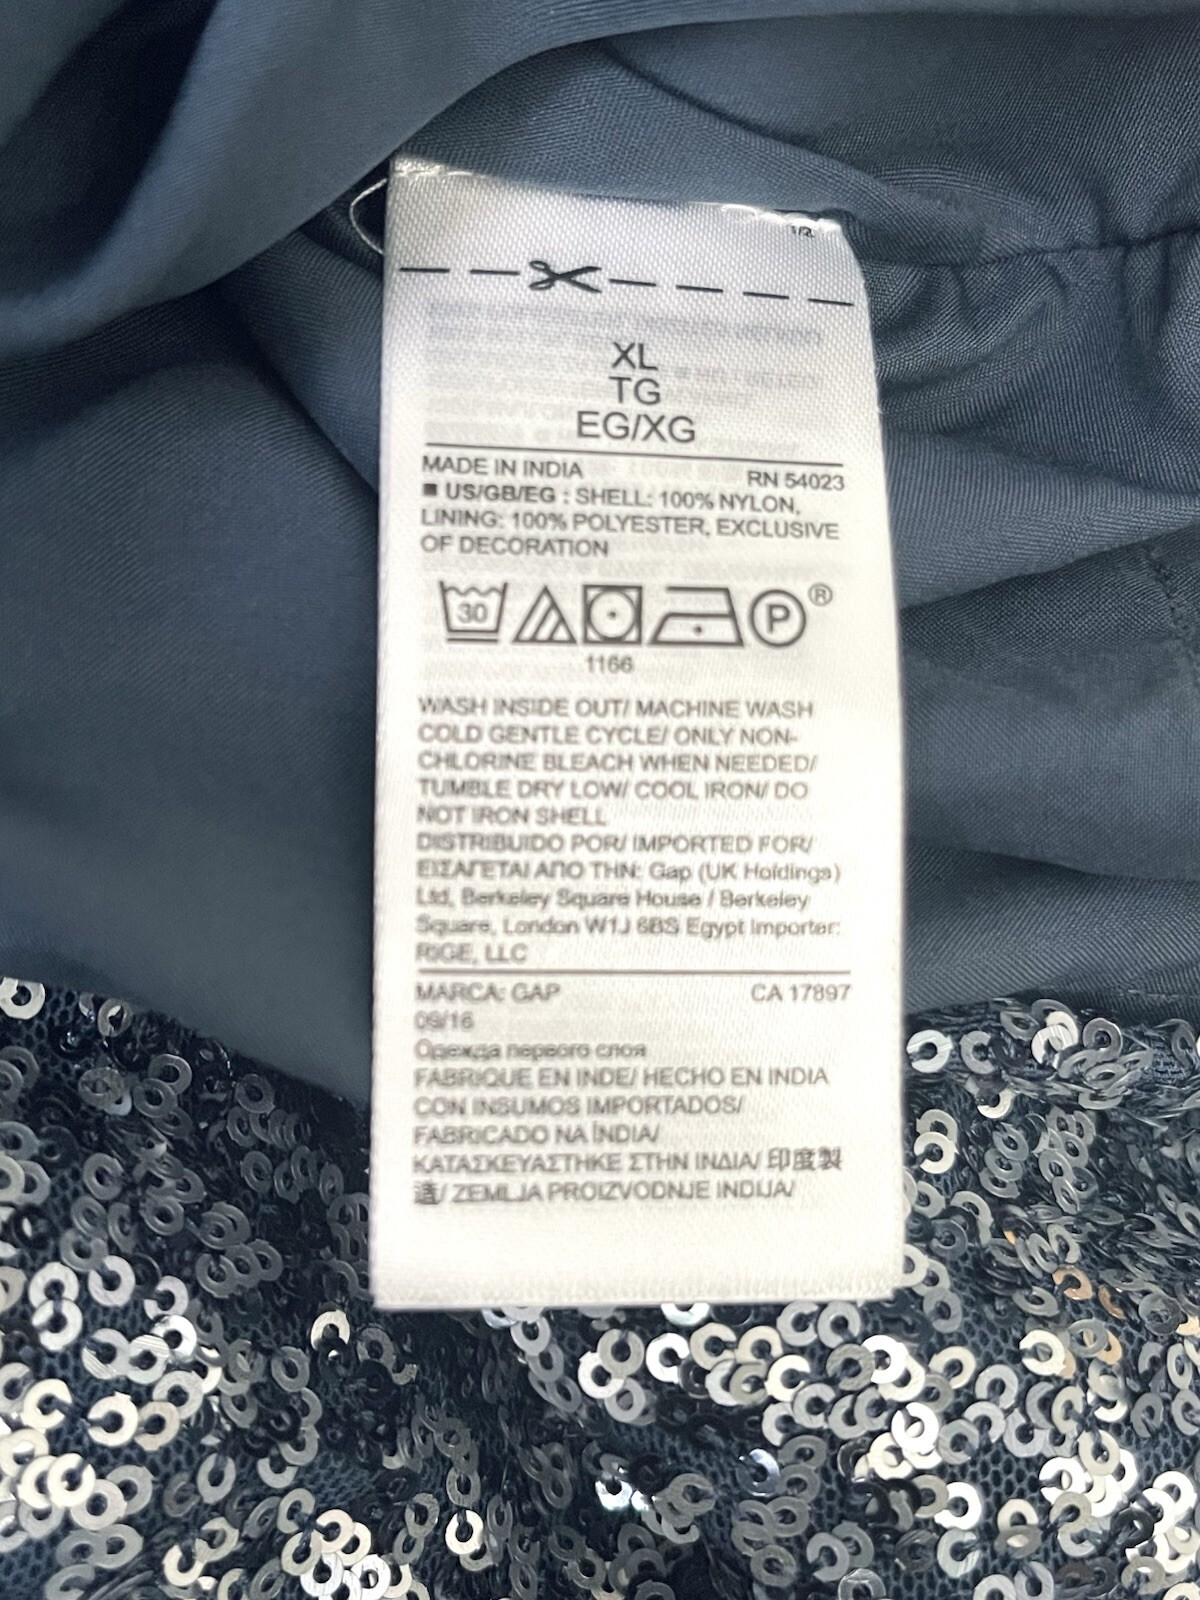 XL
TG
EG/XG
MADE IN INDIA RN 54023
■ US/GB/EG : SHELL: 100% NYLON,
LINING: 100% POLYESTER, EXCLUSIVE
OF DECORATION
30 P ®
1166
WASH INSIDE OUT/ MACHINE WASH
COLD GENTLE CYCLE/ ONLY NON-
CHLORINE BLEACH WHEN NEEDED/
TUMBLE DRY LOW/ COOL IRON/ DO
NOT IRON SHELL
DISTRIBUIDO POR/ IMPORTED FOR/
ΕΙΣΑΓΕΤΑΙ ΑΠΟ ΤΗΝ: Gap (UK Holdings)
Ltd, Berkeley Square House / Berkeley
Square, London W1J 6BS Egypt Importer:
RIGE, LLC
MARCA: GAP CA 17897
09/16
Одежда первого слоя
FABRIQUE EN INDE/ HECHO EN INDIA
CON INSUMOS IMPORTADOS/
FABRICADO NA ÍNDIA/
ΚΑΤΑΣΚΕΥΑΣΤΗΚΕ ΣΤΗΝ ΙΝΔΙΑ/ 印度製
造/ ZEMLJA PROIZVODNJE INDIJA/